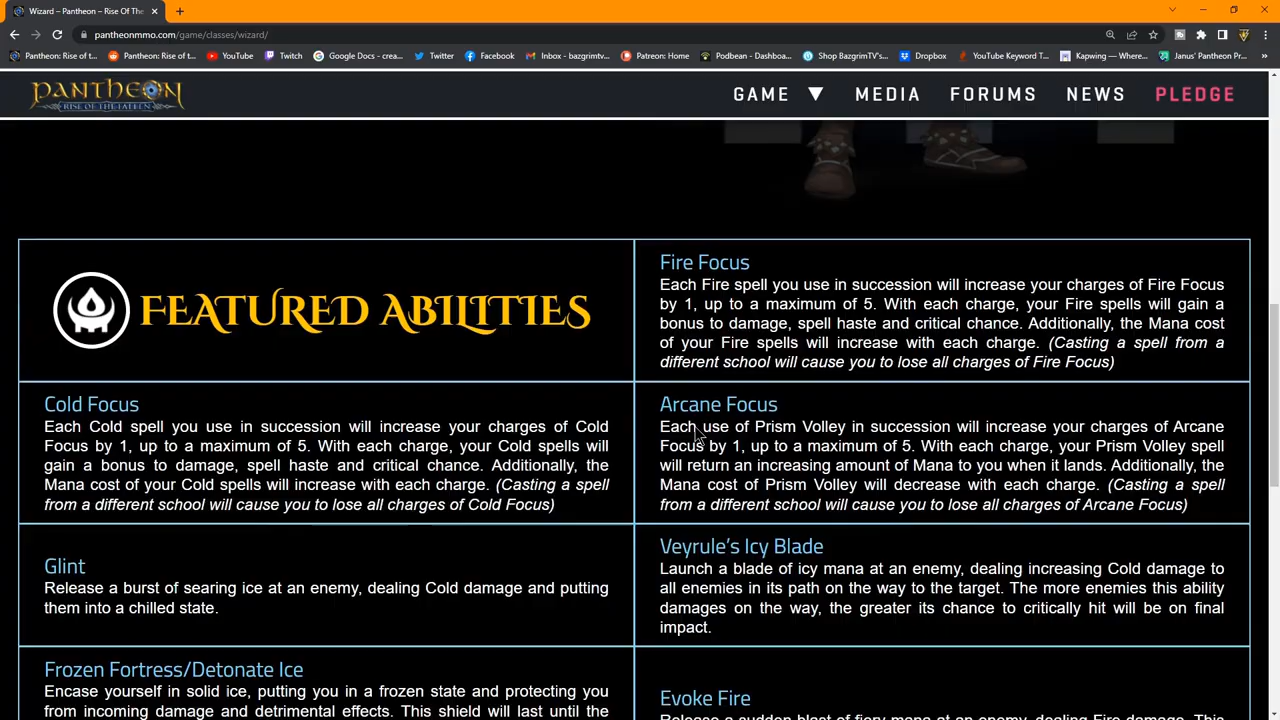 Wizard – Pantheon – Rise Of The
pantheonmmo.com/game/classes/wizard/
Pantheon: Rise of t...
Pantheon: Rise of t...
YouTube
Twitch
Google Docs - crea...
Twitter
Facebook
Inbox - bazgrimtv...
Patreon: Home
Podbean - Dashboa...
Shop BazgrimTV's...
Dropbox
YouTube Keyword T...
Kapwing — Where...
Janus' Pantheon Pr...
PANTHEON
RISE OF THE FALLEN
GAME ▼ MEDIA FORUMS NEWS PLEDGE
FEATURED ABILITIES
Fire Focus
Each Fire spell you use in succession will increase your charges of Fire Focus
by 1, up to a maximum of 5. With each charge, your Fire spells will gain a
bonus to damage, spell haste and critical chance. Additionally, the Mana cost
of your Fire spells will increase with each charge. (Casting a spell from a
different school will cause you to lose all charges of Fire Focus)
Cold Focus
Each Cold spell you use in succession will increase your charges of Cold
Focus by 1, up to a maximum of 5. With each charge, your Cold spells will
gain a bonus to damage, spell haste and critical chance. Additionally, the
Mana cost of your Cold spells will increase with each charge. (Casting a spell
from a different school will cause you to lose all charges of Cold Focus)
Arcane Focus
Each use of Prism Volley in succession will increase your charges of Arcane
Focus by 1, up to a maximum of 5. With each charge, your Prism Volley spell
will return an increasing amount of Mana to you when it lands. Additionally, the
Mana cost of Prism Volley will decrease with each charge. (Casting a spell
from a different school will cause you to lose all charges of Arcane Focus)
Glint
Release a burst of searing ice at an enemy, dealing Cold damage and putting
them into a chilled state.
Veyrule's Icy Blade
Launch a blade of icy mana at an enemy, dealing increasing Cold damage to
all enemies in its path on the way to the target. The more enemies this ability
damages on the way, the greater its chance to critically hit will be on final
impact.
Frozen Fortress/Detonate Ice
Encase yourself in solid ice, putting you in a frozen state and protecting you
from incoming damage and detrimental effects. This shield will last until the
Evoke Fire
Release a sudden blast of fiery mana at an enemy, dealing Fire damage. This